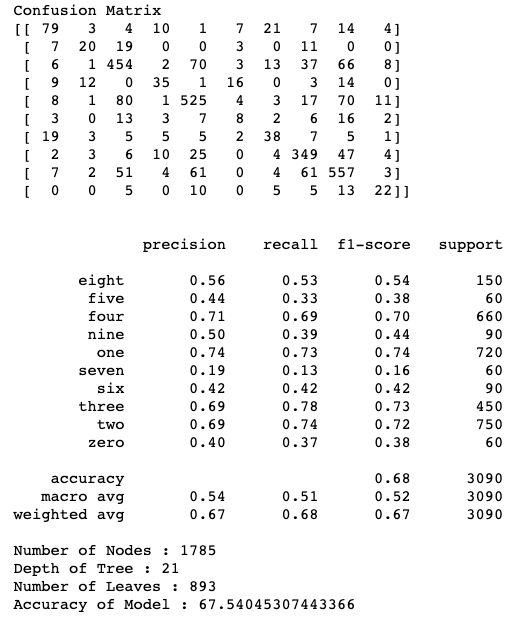 Confusion Matrix
[[ 79 3 4 10 1 7 21 7 14 4]
[ 7 20 19 0 0 3 0 11 0 0]
[ 6 1 454 2 70 3 13 37 66 8]
[ 9 12 0 35 1 16 0 3 14 0]
[ 8 1 80 1 525 4 3 17 70 11]
[ 3 0 13 3 7 8 2 6 16 2]
[ 19 3 5 5 5 2 38 7 5 1]
[ 2 3 6 10 25 0 4 349 47 4]
[ 7 2 51 4 61 0 4 61 557 3]
[ 0 0 5 0 10 0 5 5 13 22]]
precision recall f1-score support
eight 0.56 0.53 0.54 150
five 0.44 0.33 0.38 60
four 0.71 0.69 0.70 660
nine 0.50 0.39 0.44 90
one 0.74 0.73 0.74 720
seven 0.19 0.13 0.16 60
six 0.42 0.42 0.42 90
three 0.69 0.78 0.73 450
two 0.69 0.74 0.72 750
zero 0.40 0.37 0.38 60
accuracy 0.68 3090
macro avg 0.54 0.51 0.52 3090
weighted avg 0.67 0.68 0.67 3090
Number of Nodes : 1785
Depth of Tree : 21
Number of Leaves : 893
Accuracy of Model : 67.54045307443366